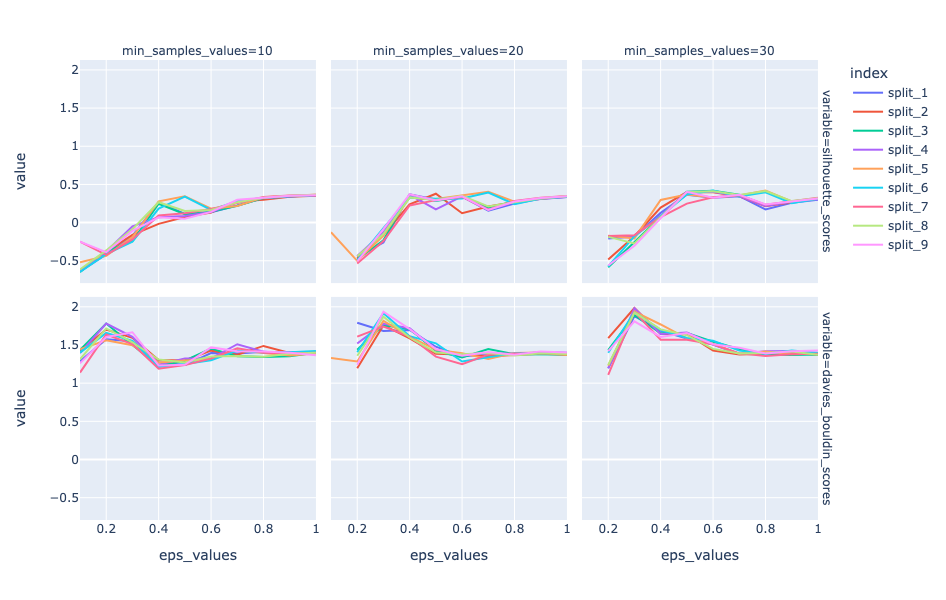 min_samples_values=10
min_samples_values=20
min_samples_values=30
value
2
1.5
1
0.5
0
−0.5
variable=silhouette_scores
index
split_1
split_2
split_3
split_4
split_5
split_6
split_7
split_8
split_9
value
2
1.5
1
0.5
0
−0.5
variable=davies_bouldin_scores
0.2 0.4 0.6 0.8 1
0.2 0.4 0.6 0.8 1
0.2 0.4 0.6 0.8 1
eps_values
eps_values
eps_values